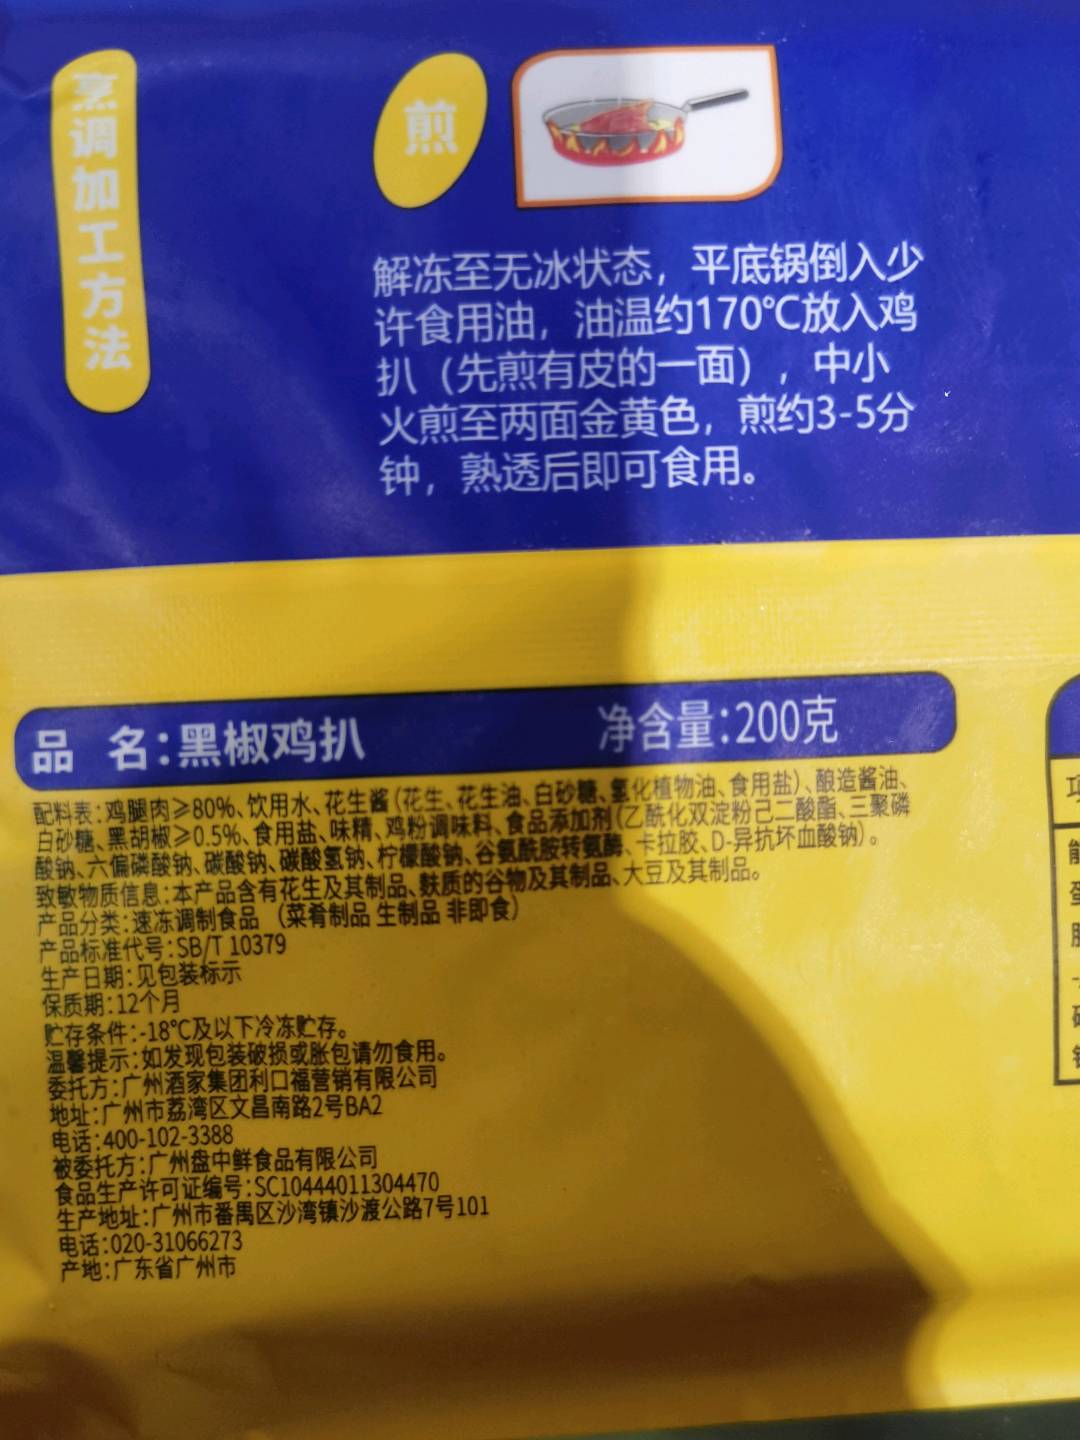 烹调加工方法
煎
解冻至无冰状态，平底锅倒入少
许食用油，油温约170℃放入鸡
扒（先煎有皮的一面），中小
火煎至两面金黄色，煎约3-5分
钟，熟透后即可食用。
品 名：黑椒鸡扒 净含量：200克
配料表：鸡腿肉≥80%、饮用水、花生酱（花生、花生油、白砂糖、氢化植物油、食用盐）、酿造酱油、
白砂糖、黑胡椒≥0.5%、食用盐、味精、鸡粉调味料、食品添加剂（乙酰化双淀粉己二酸酯、三聚磷
酸钠、六偏磷酸钠、碳酸钠、碳酸氢钠、柠檬酸钠、谷氨酰胺转氨酶、卡拉胶、D-异抗坏血酸钠）。
致敏物质信息：本产品含有花生及其制品、麸质的谷物及其制品、大豆及其制品。
产品分类：速冻调制食品 （菜肴制品 生制品 非即食）
产品标准代号：SB/T 10379
生产日期：见包装标示
保质期：12个月
贮存条件：-18℃及以下冷冻贮存。
温馨提示：如发现包装破损或胀包请勿食用。
委托方：广州酒家集团利口福营销有限公司
地址：广州市荔湾区文昌南路2号BA2
电话：400-102-3388
被委托方：广州盘中鲜食品有限公司
食品生产许可证编号：SC10444011304470
生产地址：广州市番禺区沙湾镇沙渡公路7号101
电话：020-31066273
产地：广东省广州市